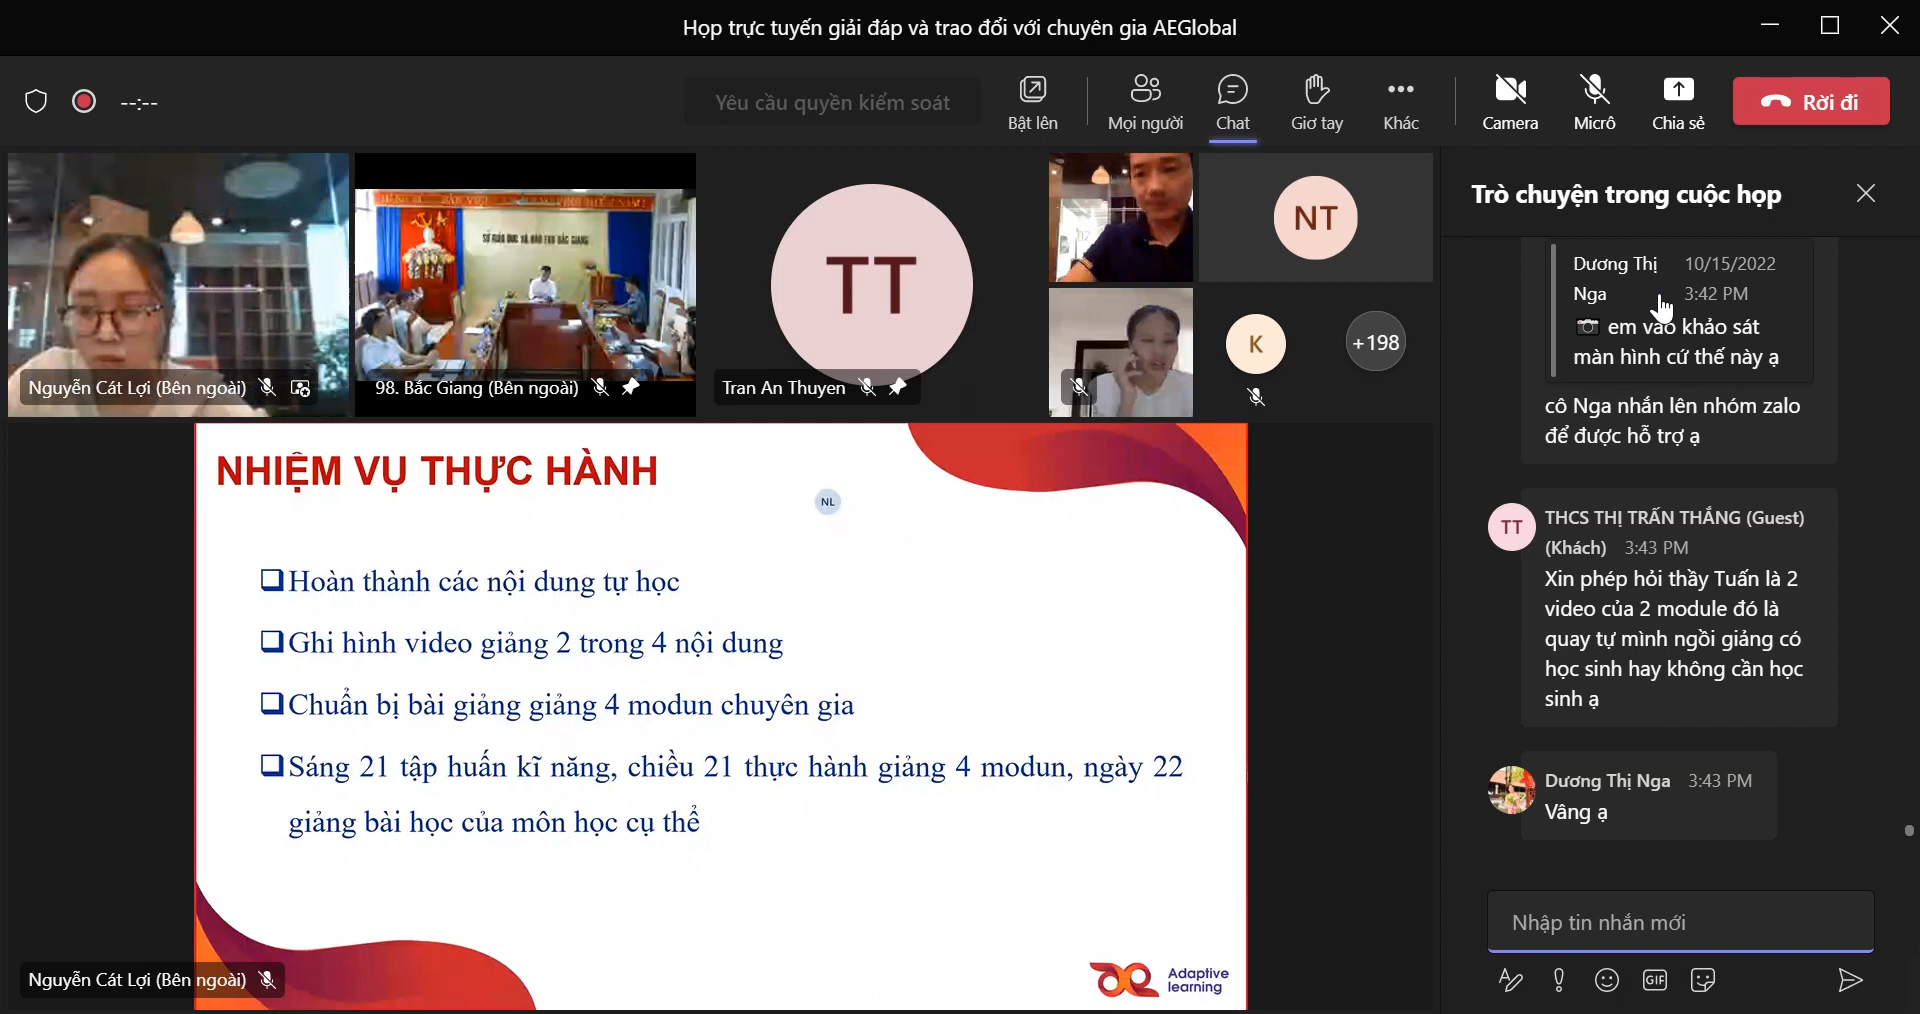 Họp trực tuyến giải đáp và trao đổi với chuyên gia AEGlobal
--:--
Yêu cầu quyền kiểm soát
Bật lên
Mọi người
Chat
Giơ tay
Khác
Camera
Micrô
Chia sẻ
Rời đi
SỞ GIÁO DỤC VÀ ĐÀO TẠO BẮC GIANG
TT
NT
K
+198
Nguyễn Cát Lợi (Bên ngoài)
98. Bắc Giang (Bên ngoài)
Tran An Thuyen
NHIỆM VỤ THỰC HÀNH
NL
Hoàn thành các nội dung tự học
Ghi hình video giảng 2 trong 4 nội dung
Chuẩn bị bài giảng giảng 4 modun chuyên gia
Sáng 21 tập huấn kĩ năng, chiều 21 thực hành giảng 4 modun, ngày 22
giảng bài học của môn học cụ thể
Adaptive
learning
Nguyễn Cát Lợi (Bên ngoài)
Trò chuyện trong cuộc họp
Dương Thị 10/15/2022
Nga 3:42 PM
em vào khảo sát
màn hình cứ thế này ạ
cô Nga nhắn lên nhóm zalo
để được hỗ trợ ạ
TT
THCS THỊ TRẤN THẮNG (Guest)
(Khách) 3:43 PM
Xin phép hỏi thầy Tuấn là 2
video của 2 module đó là
quay tự mình ngồi giảng có
học sinh hay không cần học
sinh ạ
Dương Thị Nga 3:43 PM
Vâng ạ
Nhập tin nhắn mới
GIF